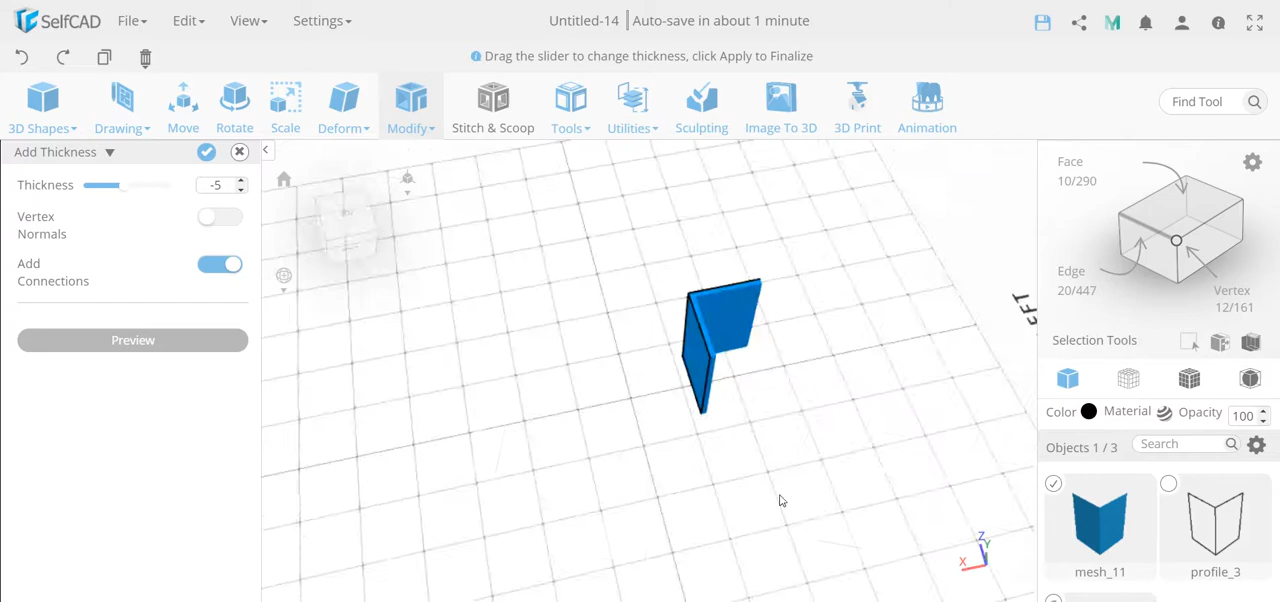 SelfCAD File Edit View Settings Untitled-14 Auto-save in about 1 minute
Drag the slider to change thickness, click Apply to Finalize
3D Shapes Drawing Move Rotate Scale Deform Modify Stitch & Scoop Tools Utilities Sculpting Image To 3D 3D Print Animation Find Tool
Add Thickness
Thickness -5
Vertex
Normals
Add
Connections
Preview
LEFT
Z
Y
X
Face
10/290
Edge
20/447
Vertex
12/161
Selection Tools
Color Material Opacity 100
Objects 1 / 3 Search
mesh_11 profile_3